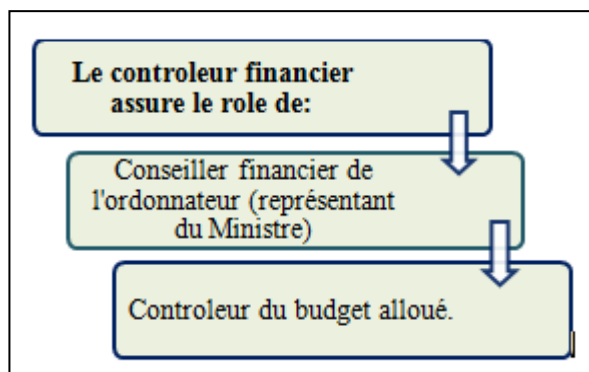 Le controleur financier
assure le role de:
Conseiller financier de
l'ordonnateur (représentant
du Ministre)
Controleur du budget alloué.